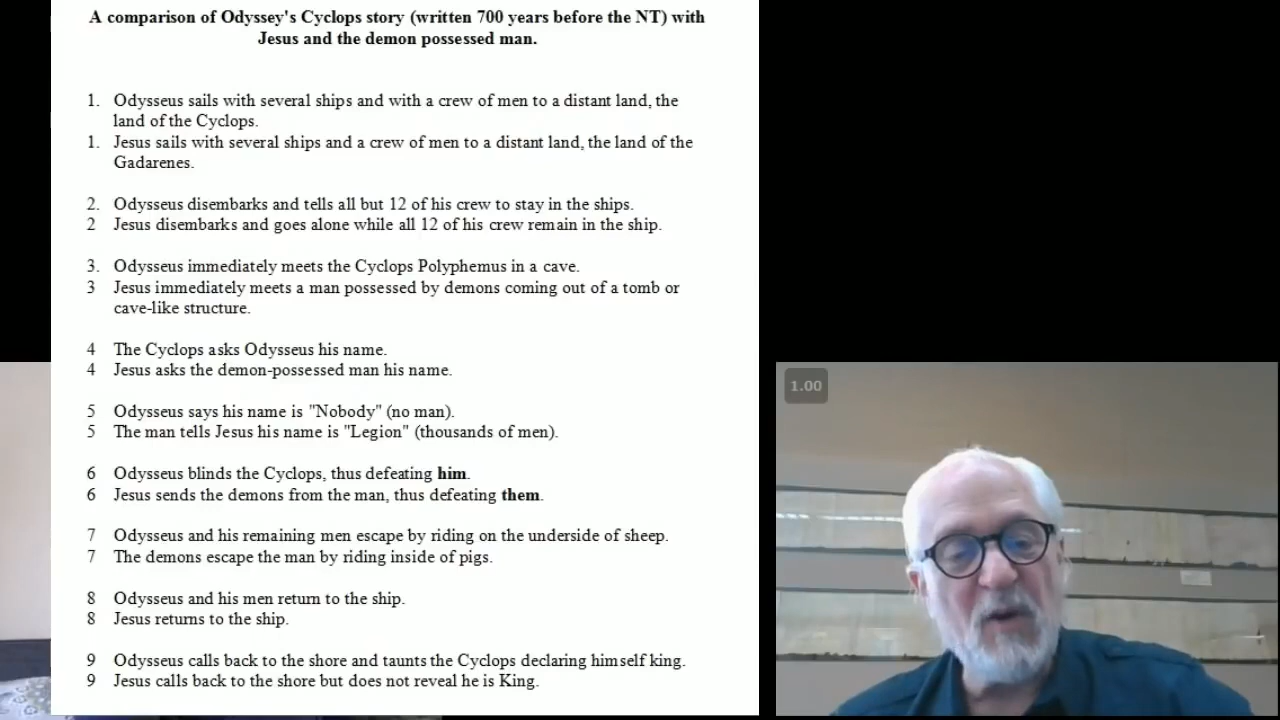 A comparison of Odyssey's Cyclops story (written 700 years before the NT) with
Jesus and the demon possessed man.
1. Odysseus sails with several ships and with a crew of men to a distant land, the
land of the Cyclops.
1. Jesus sails with several ships and a crew of men to a distant land, the land of the
Gadarenes.
2. Odysseus disembarks and tells all but 12 of his crew to stay in the ships.
2 Jesus disembarks and goes alone while all 12 of his crew remain in the ship.
3. Odysseus immediately meets the Cyclops Polyphemus in a cave.
3 Jesus immediately meets a man possessed by demons coming out of a tomb or
cave-like structure.
4 The Cyclops asks Odysseus his name.
4 Jesus asks the demon-possessed man his name.
5 Odysseus says his name is "Nobody" (no man).
5 The man tells Jesus his name is "Legion" (thousands of men).
6 Odysseus blinds the Cyclops, thus defeating him.
6 Jesus sends the demons from the man, thus defeating them.
7 Odysseus and his remaining men escape by riding on the underside of sheep.
7 The demons escape the man by riding inside of pigs.
8 Odysseus and his men return to the ship.
8 Jesus returns to the ship.
9 Odysseus calls back to the shore and taunts the Cyclops declaring himself king.
9 Jesus calls back to the shore but does not reveal he is King.
1.00